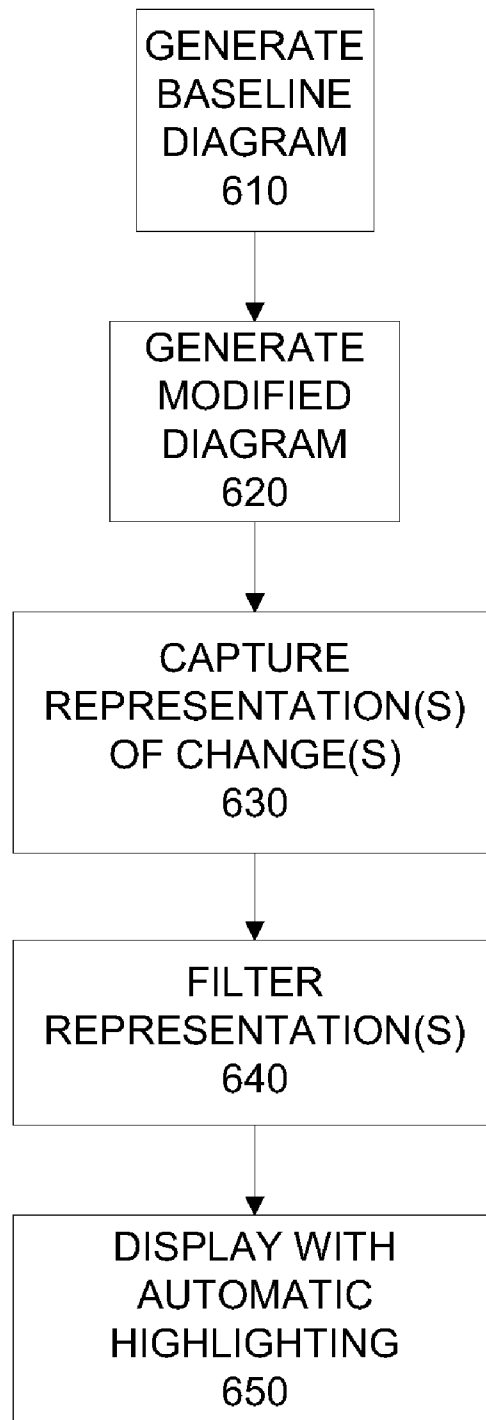 GENERATE
BASELINE
DIAGRAM
610
GENERATE
MODIFIED
DIAGRAM
620
CAPTURE
REPRESENTATION(S)
OF CHANGE(S)
630
FILTER
REPRESENTATION(S)
640
DISPLAY WITH
AUTOMATIC
HIGHLIGHTING
650